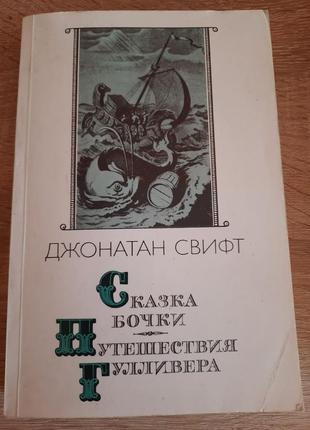 ДЖОНАТАН СВИФТ
СКАЗКА
БОЧКИ
ПУТЕШЕСТВИЯ
ГУЛЛИВЕРА